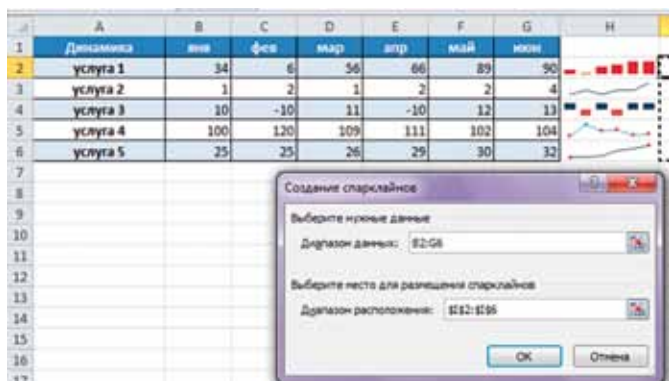 A B C D E F G H
1 Динамика янв фев мар апр май июн
2 услуга 1 34 6 56 66 89 90
3 услуга 2 1 2 1 2 2 4
4 услуга 3 10 -10 11 -10 12 13
5 услуга 4 100 120 109 111 102 104
6 услуга 5 25 25 26 29 30 32
7
8
9
10
11
12
13
14
15
16
17
Создание спарклайнов
Выберите нужные данные
Диапазон данных: B2:G6
Выберите место для размещения спарклайнов
Диапазон расположения: $I$2:$I$6
ОК Отмена